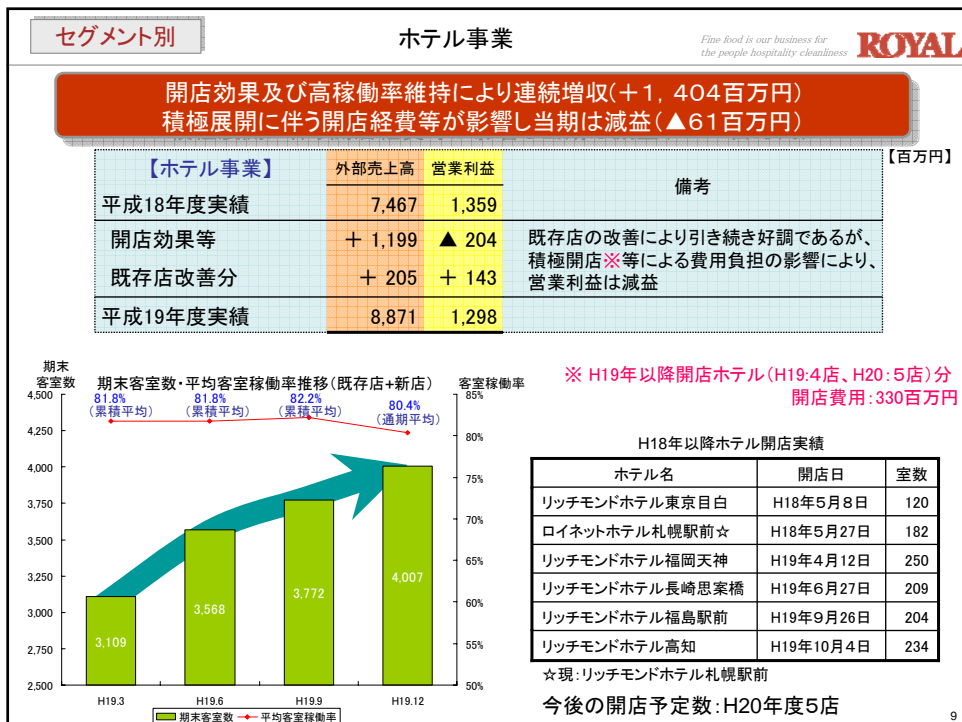 セグメント別
ホテル事業
Fine food is our business for
the people hospitality cleanliness
ROYAL
開店効果及び高稼働率維持により連続増収(+1,404百万円)
積極展開に伴う開店経費等が影響し当期は減益(▲61百万円)
【百万円】
【ホテル事業】 外部売上高 営業利益 備考
平成18年度実績 7,467 1,359
開店効果等 + 1,199 ▲ 204
既存店改善分 + 205 + 143
既存店の改善により引き続き好調であるが、
積極開店※等による費用負担の影響により、
営業利益は減益
平成19年度実績 8,871 1,298
期末
客室数
期末客室数・平均客室稼働率推移(既存店+新店)
客室稼働率
4,500
4,250
4,000
3,750
3,500
3,250
3,000
2,750
2,500
81.8%
(累積平均)
81.8%
(累積平均)
82.2%
(累積平均)
80.4%
(通期平均)
3,109
3,568
3,772
4,007
85%
80%
75%
70%
65%
60%
55%
50%
H19.3 H19.6 H19.9 H19.12
期末客室数 平均客室稼働率
※ H19年以降開店ホテル(H19:4店、H20:5店)分
開店費用:330百万円
H18年以降ホテル開店実績
ホテル名 開店日 室数
リッチモンドホテル東京目白 H18年5月8日 120
ロイネットホテル札幌駅前☆ H18年5月27日 182
リッチモンドホテル福岡天神 H19年4月12日 250
リッチモンドホテル長崎思案橋 H19年6月27日 209
リッチモンドホテル福島駅前 H19年9月26日 204
リッチモンドホテル高知 H19年10月4日 234
☆現:リッチモンドホテル札幌駅前
今後の開店予定数:H20年度5店
9